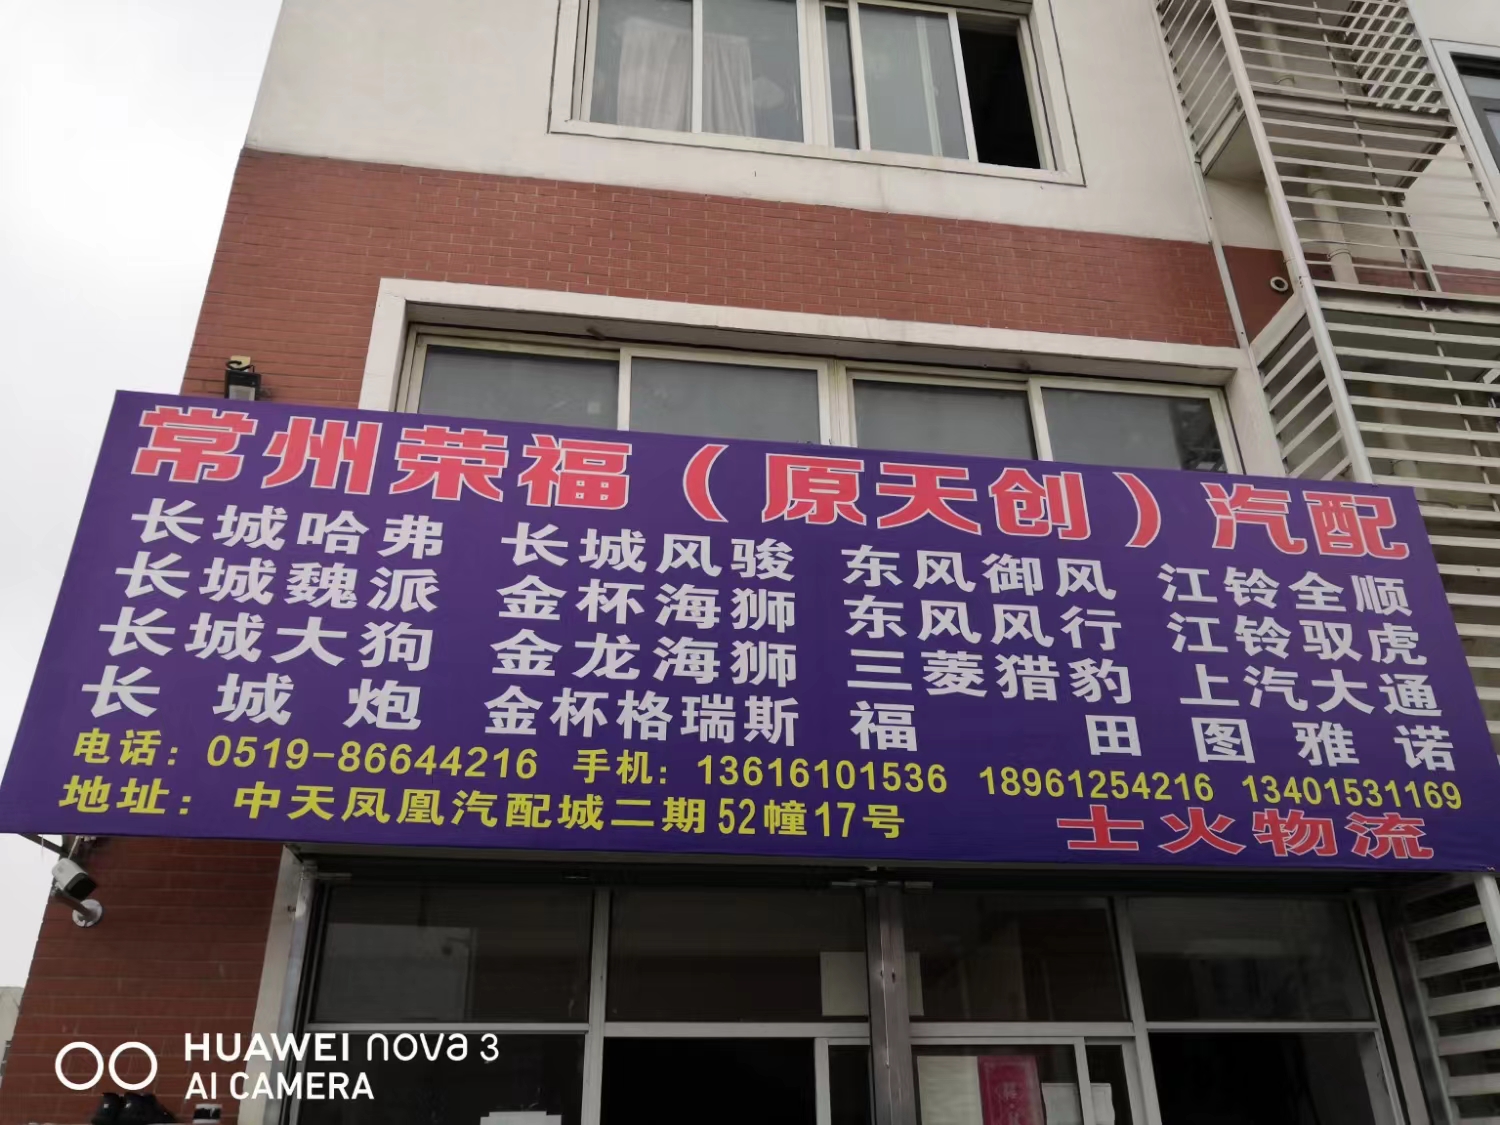 常州荣福（原天创）汽配
长城哈弗 长城风骏 东风御风 江铃全顺
长城魏派 金杯海狮 东风风行 江铃驭虎
长城大狗 金龙海狮 三菱猎豹 上汽大通
长城炮 金杯格瑞斯 福田图雅诺
电话：0519-86644216 手机：13616101536 18961254216 13401531169
地址：中天凤凰汽配城二期52幢17号
士火物流
HUAWEI nova 3
AI CAMERA